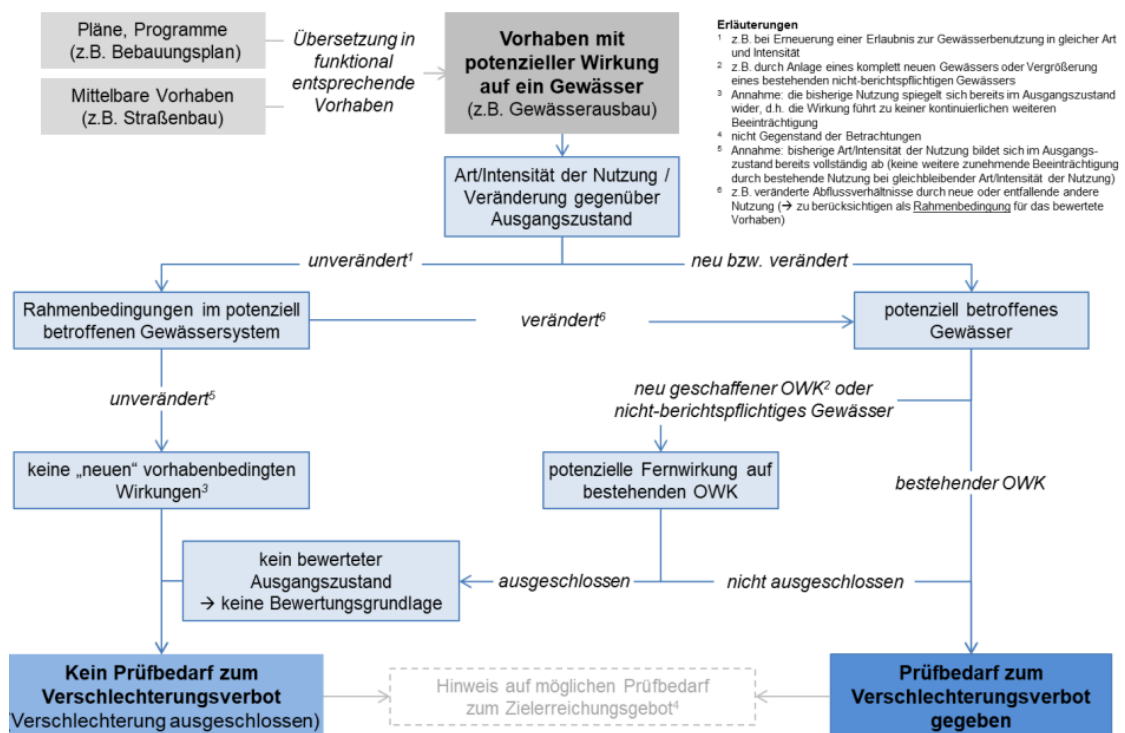 Pläne, Programme
(z.B. Bebauungsplan)
Mittelbare Vorhaben
(z.B. Straßenbau)
Übersetzung in
funktional
entsprechende
Vorhaben
Vorhaben mit
potenzieller Wirkung
auf ein Gewässer
(z.B. Gewässerausbau)
Erläuterungen
1 z.B. bei Erneuerung einer Erlaubnis zur Gewässerbenutzung in gleicher Art
und Intensität
2 z.B. durch Anlage eines komplett neuen Gewässers oder Vergrößerung
eines bestehenden nicht-berichtspflichtigen Gewässers
3 Annahme: die bisherige Nutzung spiegelt sich bereits im Ausgangszustand
wider, d.h. die Wirkung führt zu keiner kontinuierlichen weiteren
Beeinträchtigung
4 nicht Gegenstand der Betrachtungen
5 Annahme: bisherige Art/Intensität der Nutzung bildet sich im Ausgangs-
zustand bereits vollständig ab (keine weitere zunehmende Beeinträchtigung
durch bestehende Nutzung bei gleichbleibender Art/Intensität der Nutzung)
6 z.B. veränderte Abflussverhältnisse durch neue oder entfallende andere
Nutzung (→ zu berücksichtigen als Rahmenbedingung für das bewertete
Vorhaben)
Art/Intensität der Nutzung /
Veränderung gegenüber
Ausgangzustand
unverändert1
neu bzw. verändert
Rahmenbedingungen im potenziell
betroffenen Gewässersystem
verändert6
potenziell betroffenes
Gewässer
unverändert5
neu geschaffener OWK2 oder
nicht-berichtspflichtiges Gewässer
keine „neuen“ vorhabenbedingten
Wirkungen3
potenzielle Fernwirkung auf
bestehenden OWK
bestehender OWK
kein bewerteter
Ausgangszustand
→ keine Bewertungsgrundlage
ausgeschlossen
nicht ausgeschlossen
Kein Prüfbedarf zum
Verschlechterungsverbot
(Verschlechterung ausgeschlossen)
Hinweis auf möglichen Prüfbedarf
zum Zielerreichungsgebot4
Prüfbedarf zum
Verschlechterungsverbot
gegeben